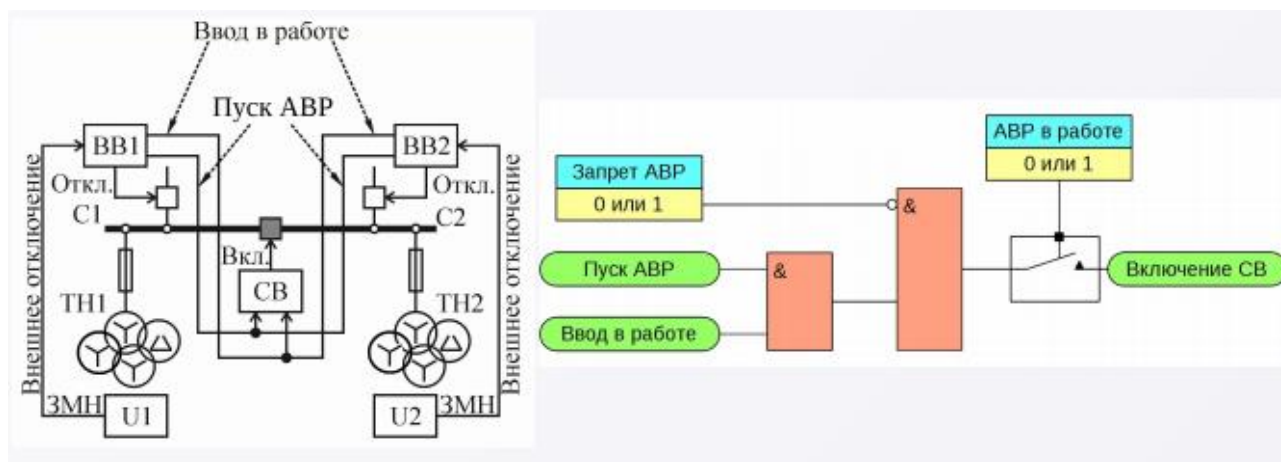 Ввод в работе
Пуск АВР
ВВ1
ВВ2
Откл.
Откл.
С1
С2
Вкл.
СВ
ТН1
ТН2
Внешнее отключение
Внешнее отключение
ЗМН
U1
U2
ЗМН
Запрет АВР
0 или 1
АВР в работе
0 или 1
&
&
Пуск АВР
Ввод в работе
Включение СВ